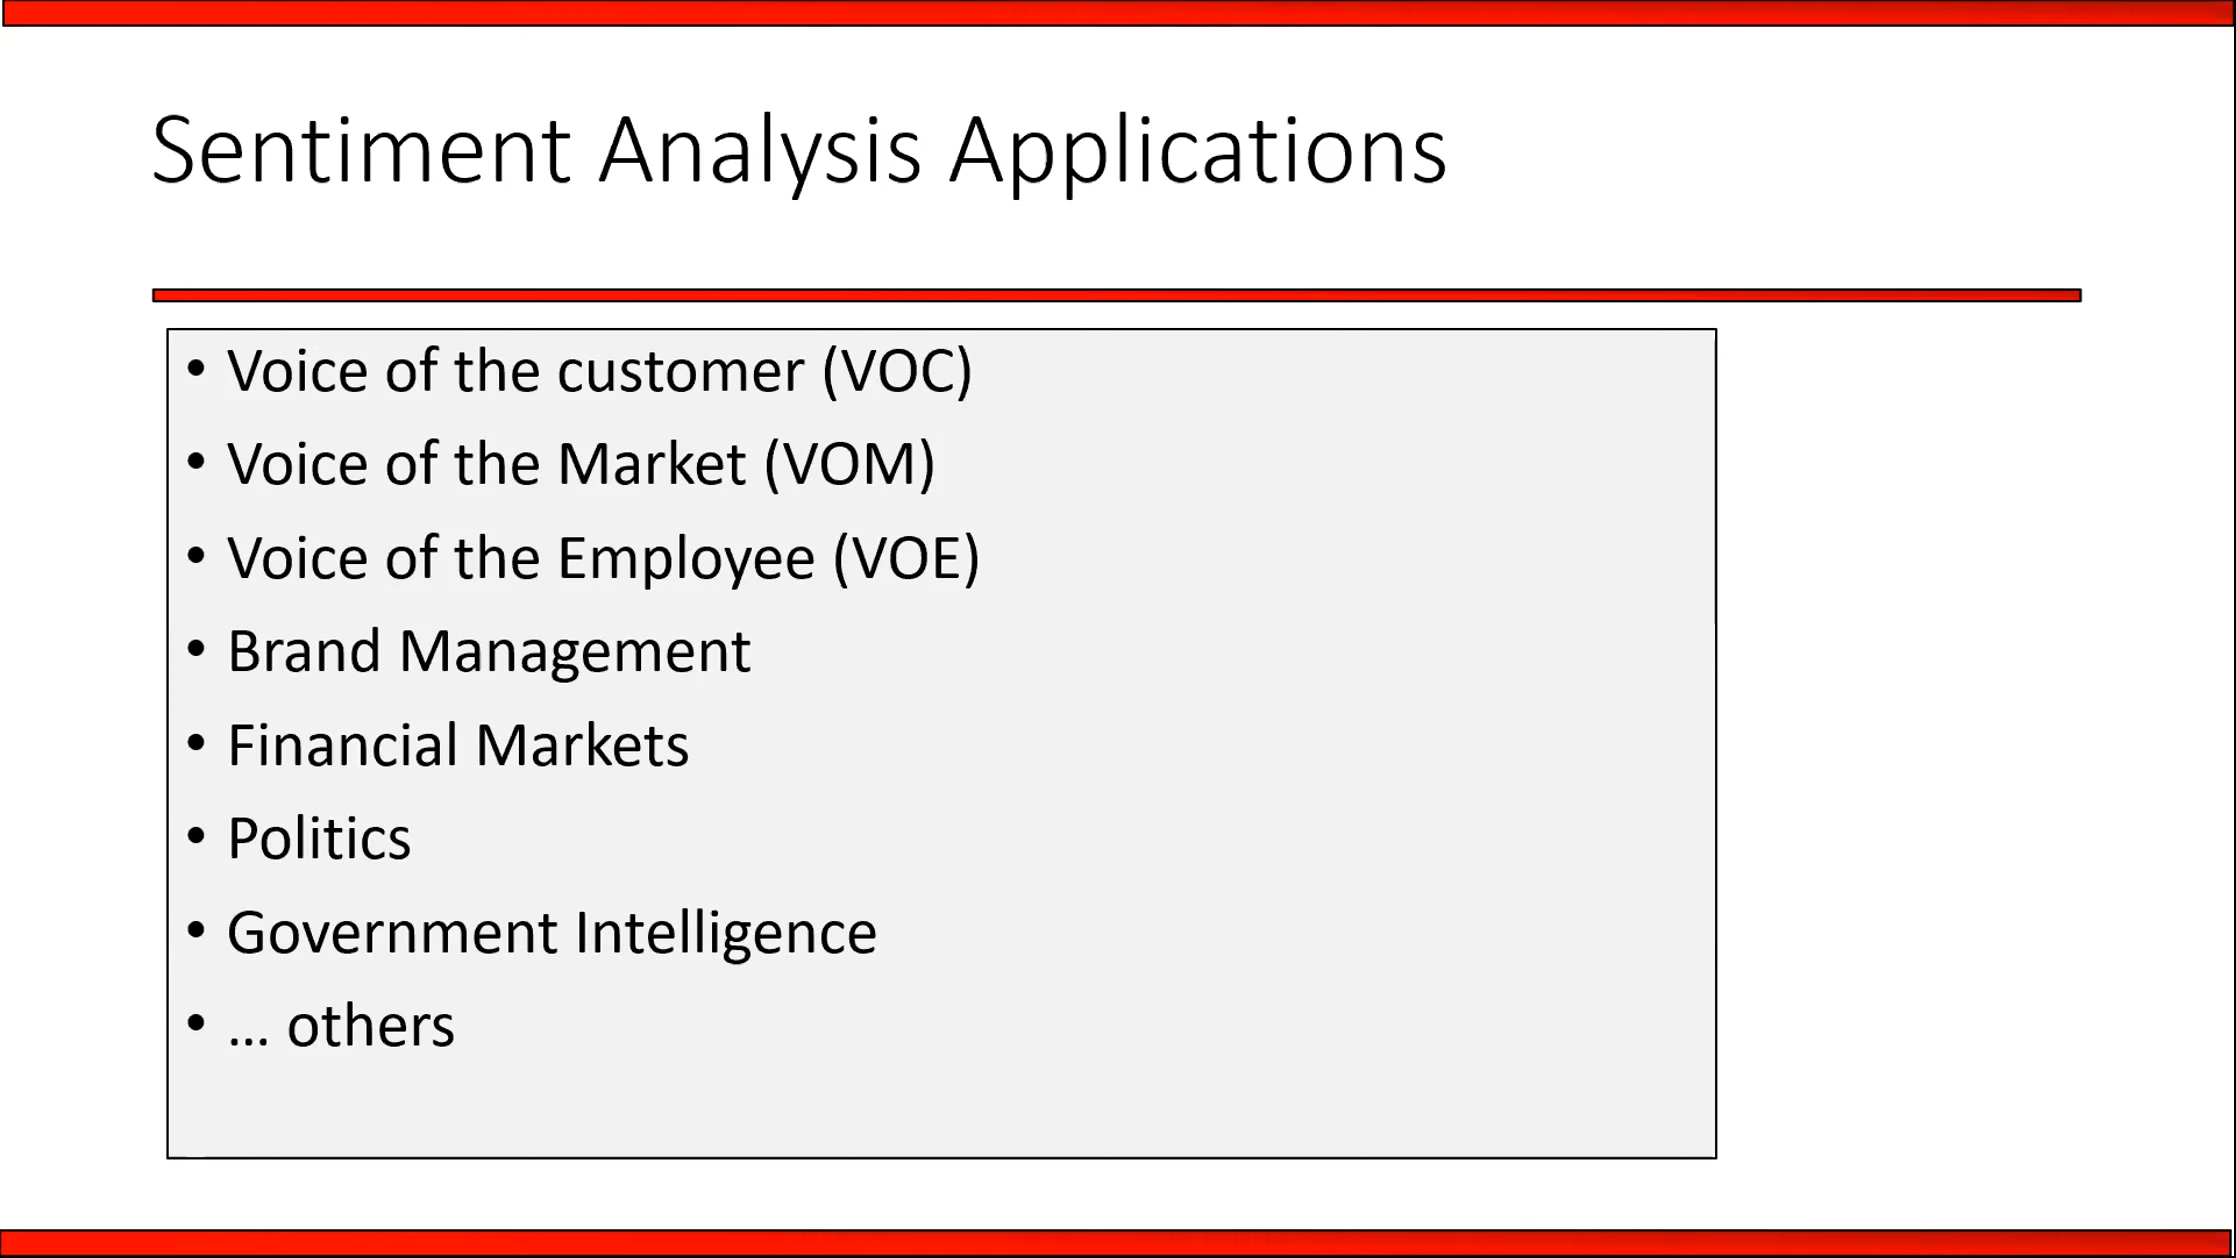 Sentiment Analysis Applications
• Voice of the customer (VOC)
• Voice of the Market (VOM)
• Voice of the Employee (VOE)
• Brand Management
• Financial Markets
• Politics
• Government Intelligence
• ... others